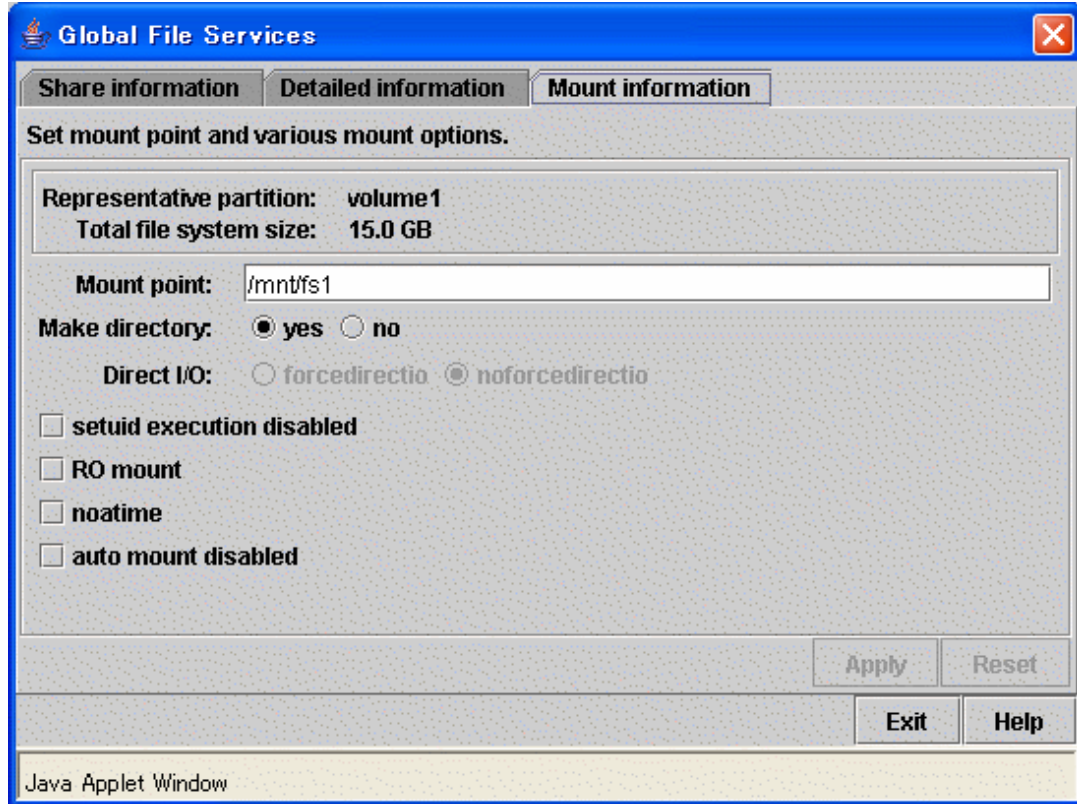 Global File Services
Share information Detailed information Mount information
Set mount point and various mount options.
Representative partition: volume1
Total file system size: 15.0 GB
Mount point: /mnt/fs1
Make directory: yes no
Direct I/O: forcedirectio noforcedirectio
setuid execution disabled
RO mount
noatime
auto mount disabled
Apply Reset
Exit Help
Java Applet Window